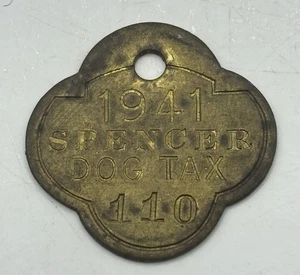 1941
SPENCER
DOG TAX
110